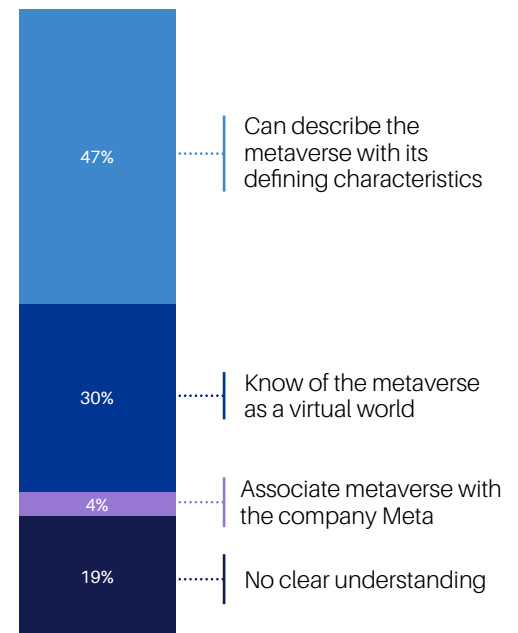 47%
Can describe the
metaverse with its
defining characteristics
30%
Know of the metaverse
as a virtual world
4%
Associate metaverse with
the company Meta
19%
No clear understanding